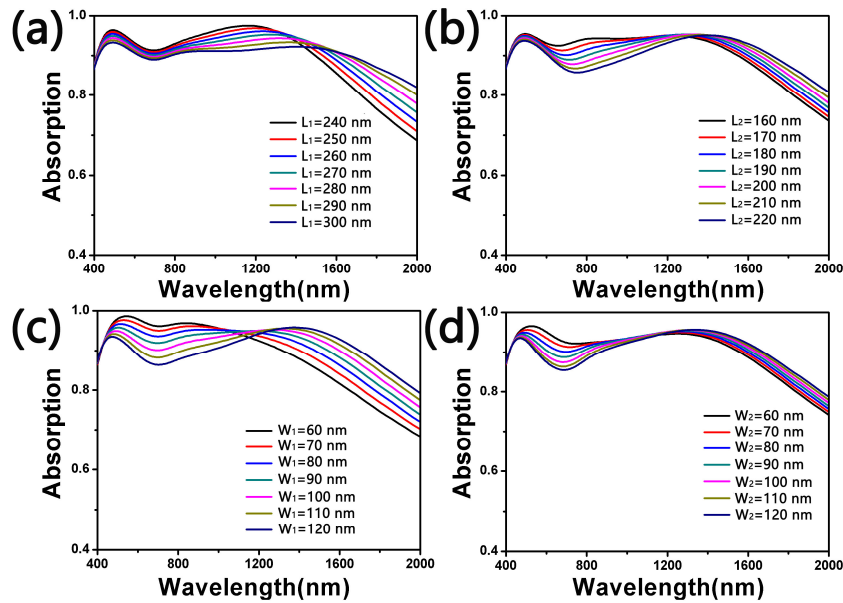 (a)
1.0
0.8
0.6
0.4
Absorption
L₁=240 nm
L₁=250 nm
L₁=260 nm
L₁=270 nm
L₁=280 nm
L₁=290 nm
L₁=300 nm
400 800 1200 1600 2000
Wavelength(nm)
(b)
1.0
0.8
0.6
0.4
Absorption
L₂=160 nm
L₂=170 nm
L₂=180 nm
L₂=190 nm
L₂=200 nm
L₂=210 nm
L₂=220 nm
400 800 1200 1600 2000
Wavelength(nm)
(c)
1.0
0.8
0.6
0.4
Absorption
W₁=60 nm
W₁=70 nm
W₁=80 nm
W₁=90 nm
W₁=100 nm
W₁=110 nm
W₁=120 nm
400 800 1200 1600 2000
Wavelength(nm)
(d)
1.0
0.8
0.6
0.4
Absorption
W₂=60 nm
W₂=70 nm
W₂=80 nm
W₂=90 nm
W₂=100 nm
W₂=110 nm
W₂=120 nm
400 800 1200 1600 2000
Wavelength(nm)